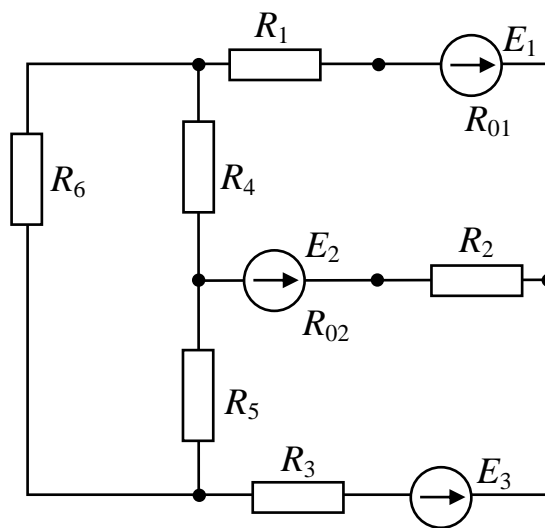 R₁
E₁
R₀₁
R₆
R₄
E₂
R₂
R₀₂
R₅
R₃
E₃